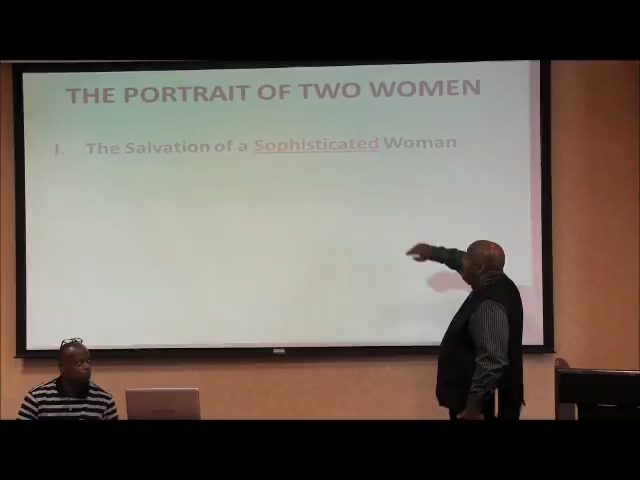 THE PORTRAIT OF TWO WOMEN
I. The Salvation of a Sophisticated Woman